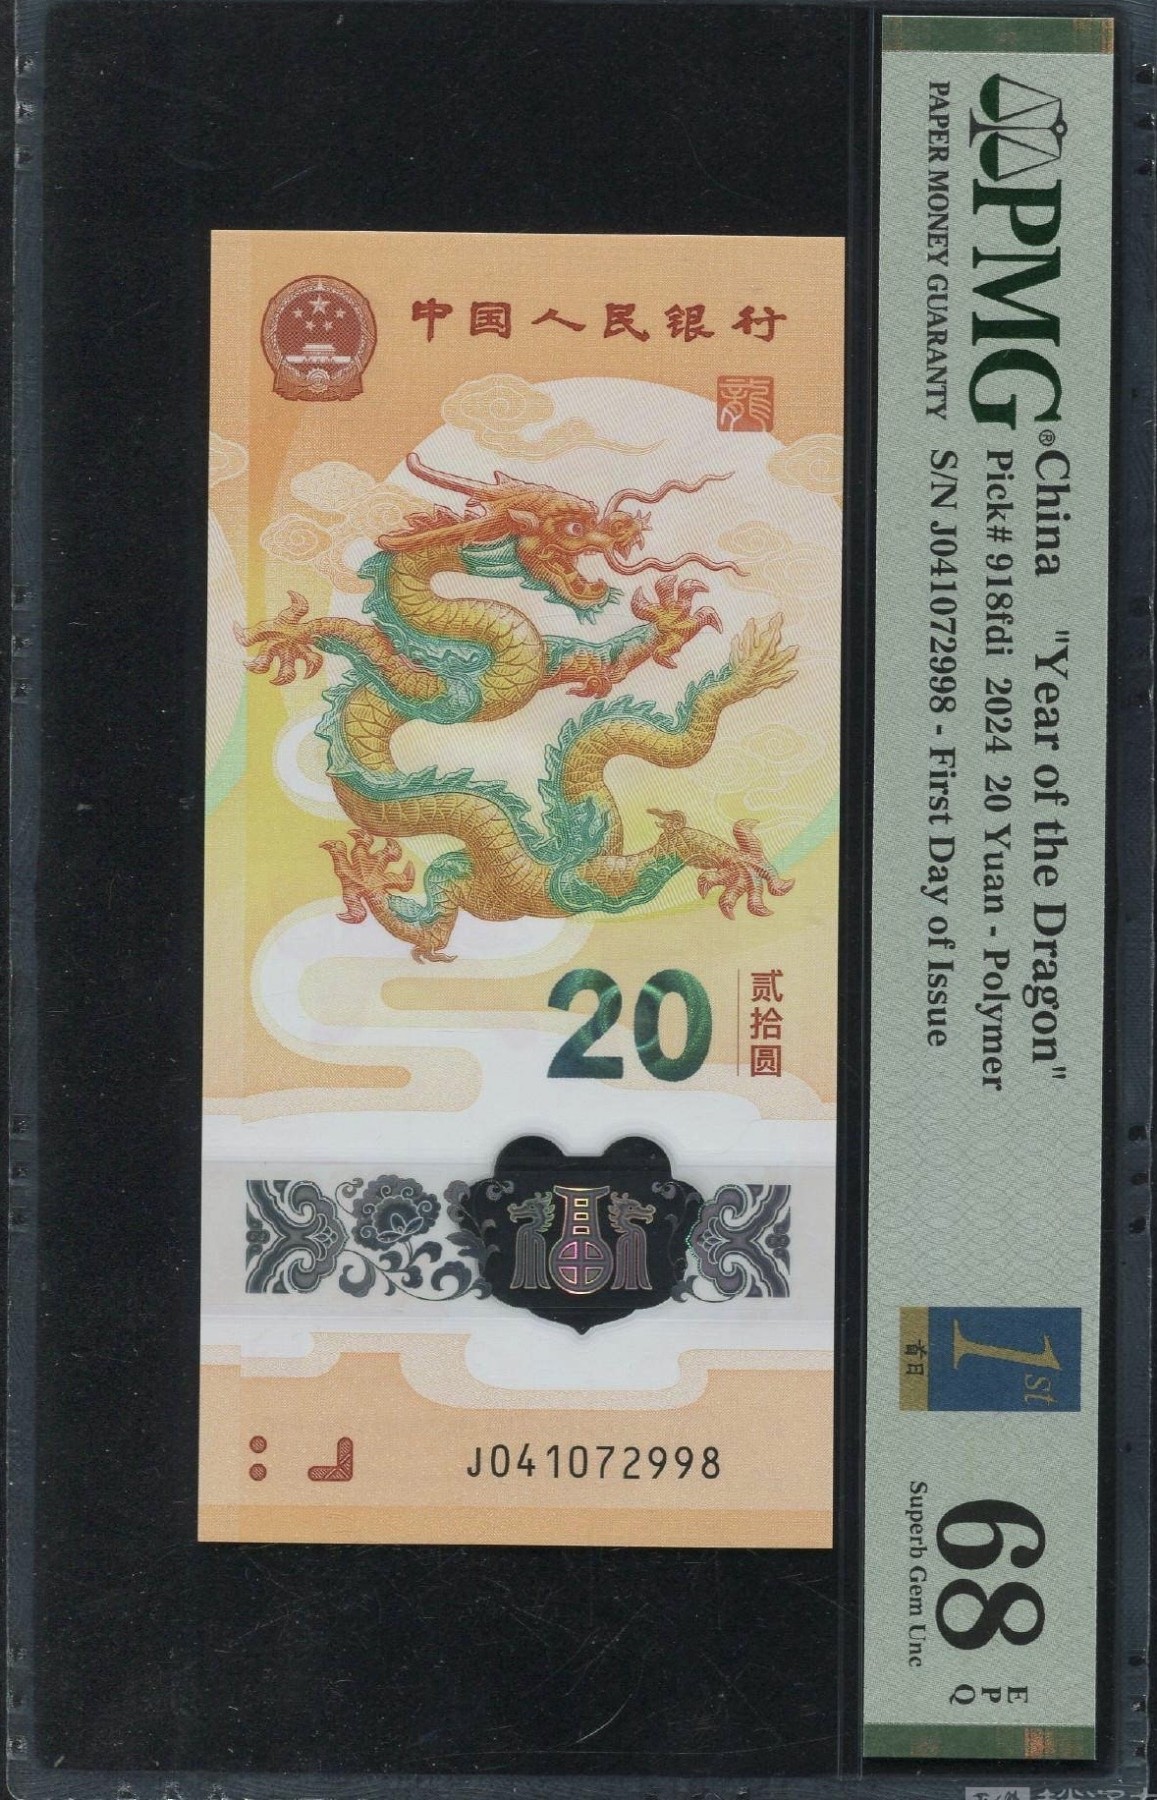 中国人民银行
龍
20
贰拾圆
J041072998
PMG®
PAPER MONEY GUARANTY
China "Year of the Dragon"
Pick# 918fdi 2024 20 Yuan - Polymer
S/N J041072998 - First Day of Issue
1st
首日
68
EPQ
Superb Gem Unc